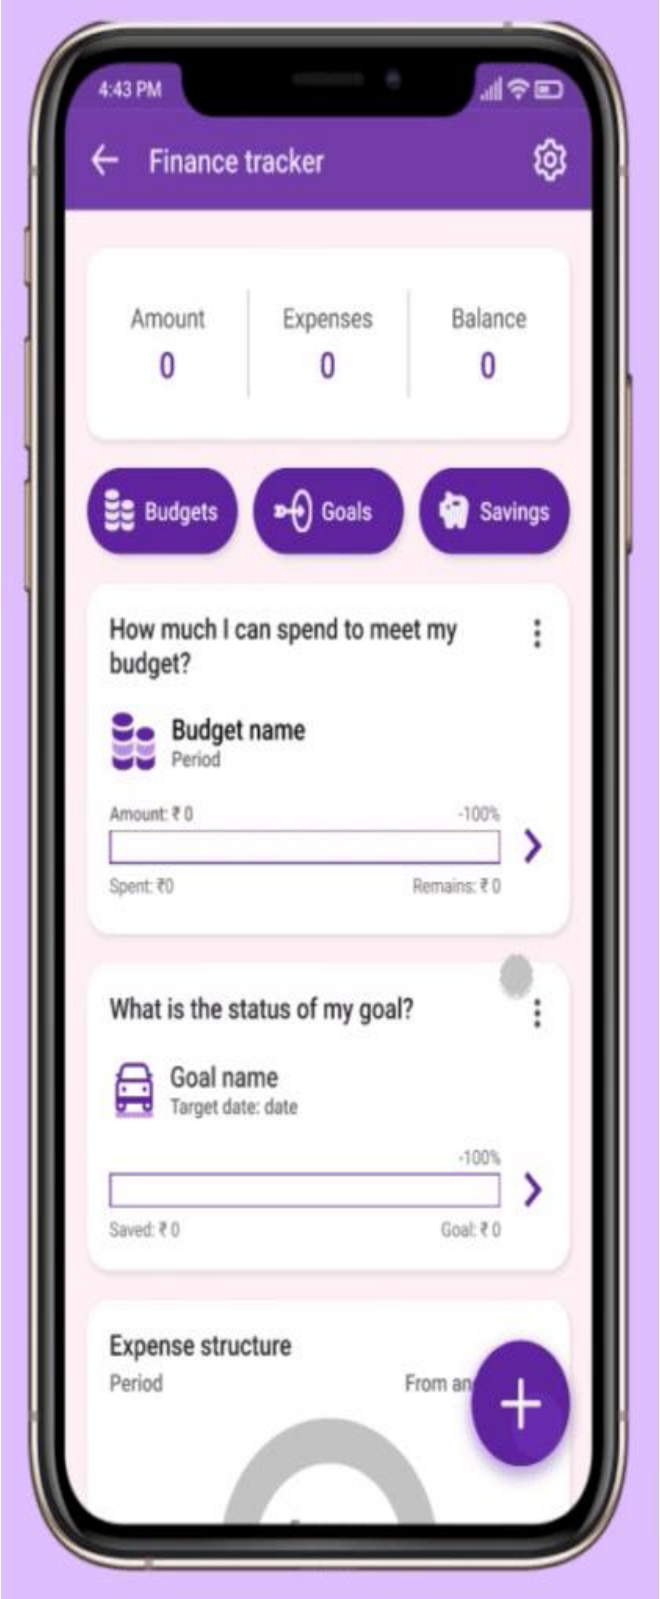 4:43 PM
Finance tracker
Amount
0
Expenses
0
Balance
0
Budgets
Goals
Savings
How much I can spend to meet my
budget?
Budget name
Period
Amount: ₹ 0
-100%
Spent: ₹0
Remains: ₹ 0
What is the status of my goal?
Goal name
Target date: date
-100%
Saved: ₹ 0
Goal: ₹ 0
Expense structure
Period
From an